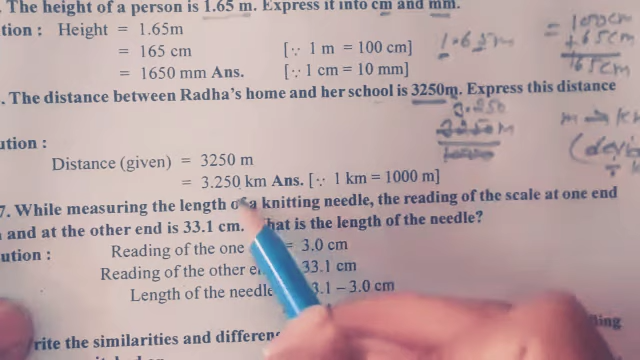 . The height of a person is 1.65 m. Express it into cm and mm.
tion : Height = 1.65m
= 165 cm [∵ 1 m = 100 cm]
= 1650 mm Ans. [∵ 1 cm = 10 mm]
1.65m
= 100cm
+65cm
165cm
. The distance between Radha's home and her school is 3250m. Express this distance
3.250
3250m
1000
m → km
ution :
Distance (given) = 3250 m
= 3.250 km Ans. [∵ 1 km = 1000 m]
7. While measuring the length of a knitting needle, the reading of the scale at one end
and at the other end is 33.1 cm. What is the length of the needle?
ution : Reading of the one = 3.0 cm
Reading of the other 33.1 cm
Length of the needle 3.1 – 3.0 cm
rite the similarities and differen